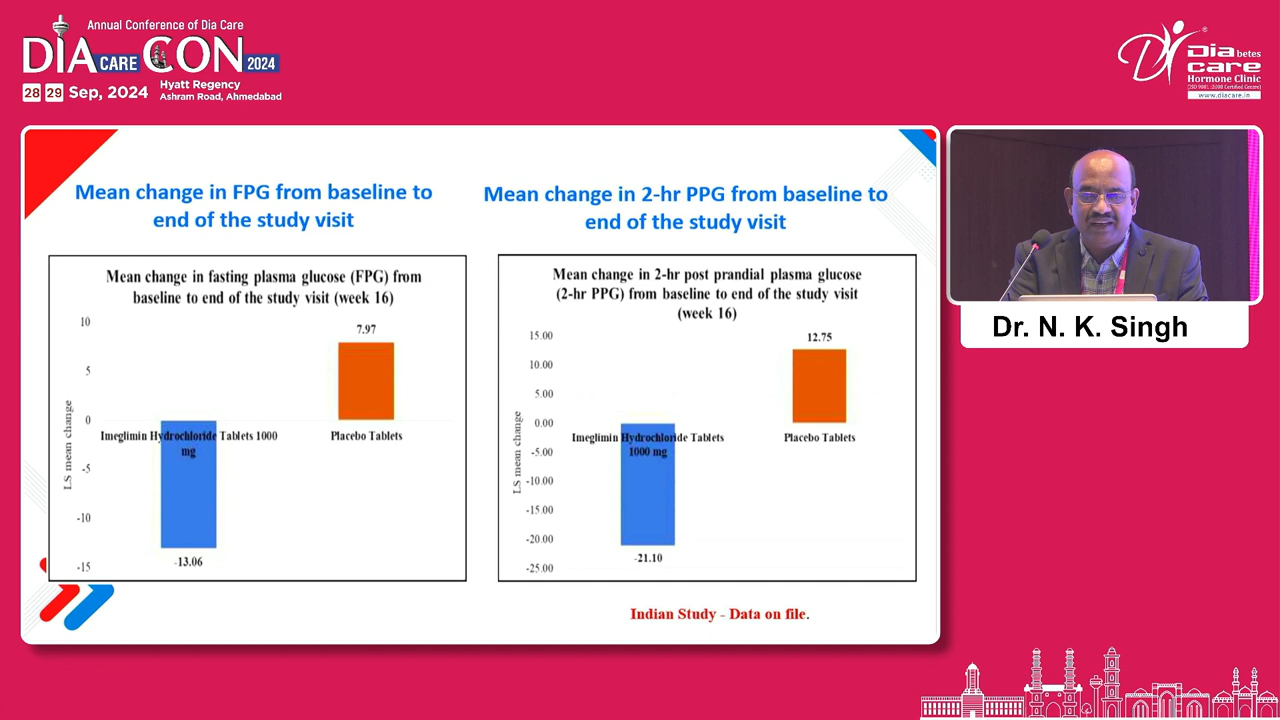 Annual Conference of Dia Care
DIA CARE CON 2024
28 29 Sep, 2024
Hyatt Regency
Ashram Road, Ahmedabad
Dia betes
care
Hormone Clinic
www.diacare.in
Mean change in FPG from baseline to
end of the study visit
Mean change in fasting plasma glucose (FPG) from
baseline to end of the study visit (week 16)
LS mean change
10
5
0
-5
-10
-15
7.97
Imeglimin Hydrochloride Tablets 1000
mg
Placebo Tablets
-13.06
Mean change in 2-hr PPG from baseline to
end of the study visit
Mean change in 2-hr post prandial plasma glucose
(2-hr PPG) from baseline to end of the study visit
(week 16)
LS mean change
15.00
10.00
5.00
0.00
-5.00
-10.00
-15.00
-20.00
-25.00
12.75
Imeglimin Hydrochloride Tablets
1000 mg
Placebo Tablets
-21.10
Indian Study - Data on file.
Dr. N. K. Singh